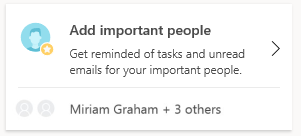 Add important people
Get reminded of tasks and unread
emails for your important people.
Miriam Graham + 3 others